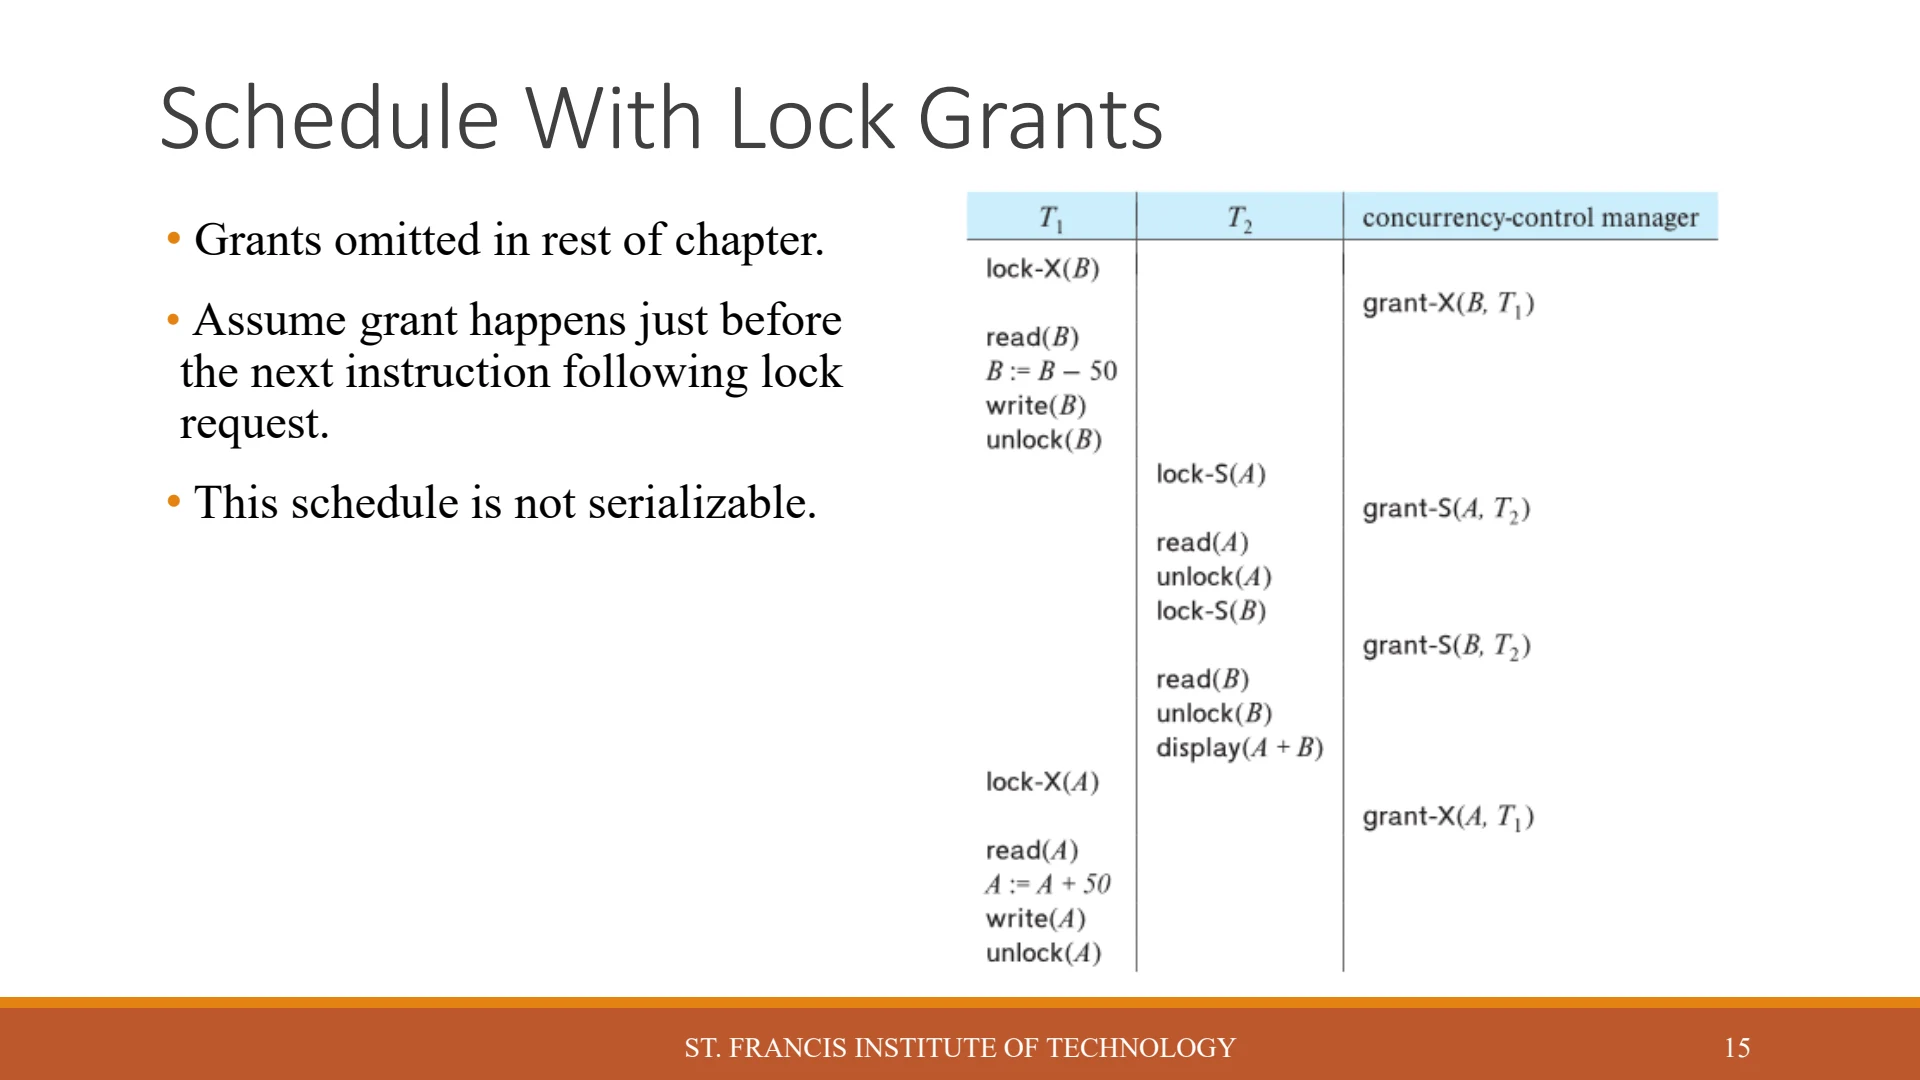 Schedule With Lock Grants
• Grants omitted in rest of chapter.
• Assume grant happens just before
the next instruction following lock
request.
• This schedule is not serializable.
T₁ T₂ concurrency-control manager
lock-X(B)
grant-X(B, T₁)
read(B)
B := B – 50
write(B)
unlock(B)
lock-S(A)
grant-S(A, T₂)
read(A)
unlock(A)
lock-S(B)
grant-S(B, T₂)
read(B)
unlock(B)
display(A + B)
lock-X(A)
grant-X(A, T₁)
read(A)
A := A + 50
write(A)
unlock(A)
ST. FRANCIS INSTITUTE OF TECHNOLOGY 15